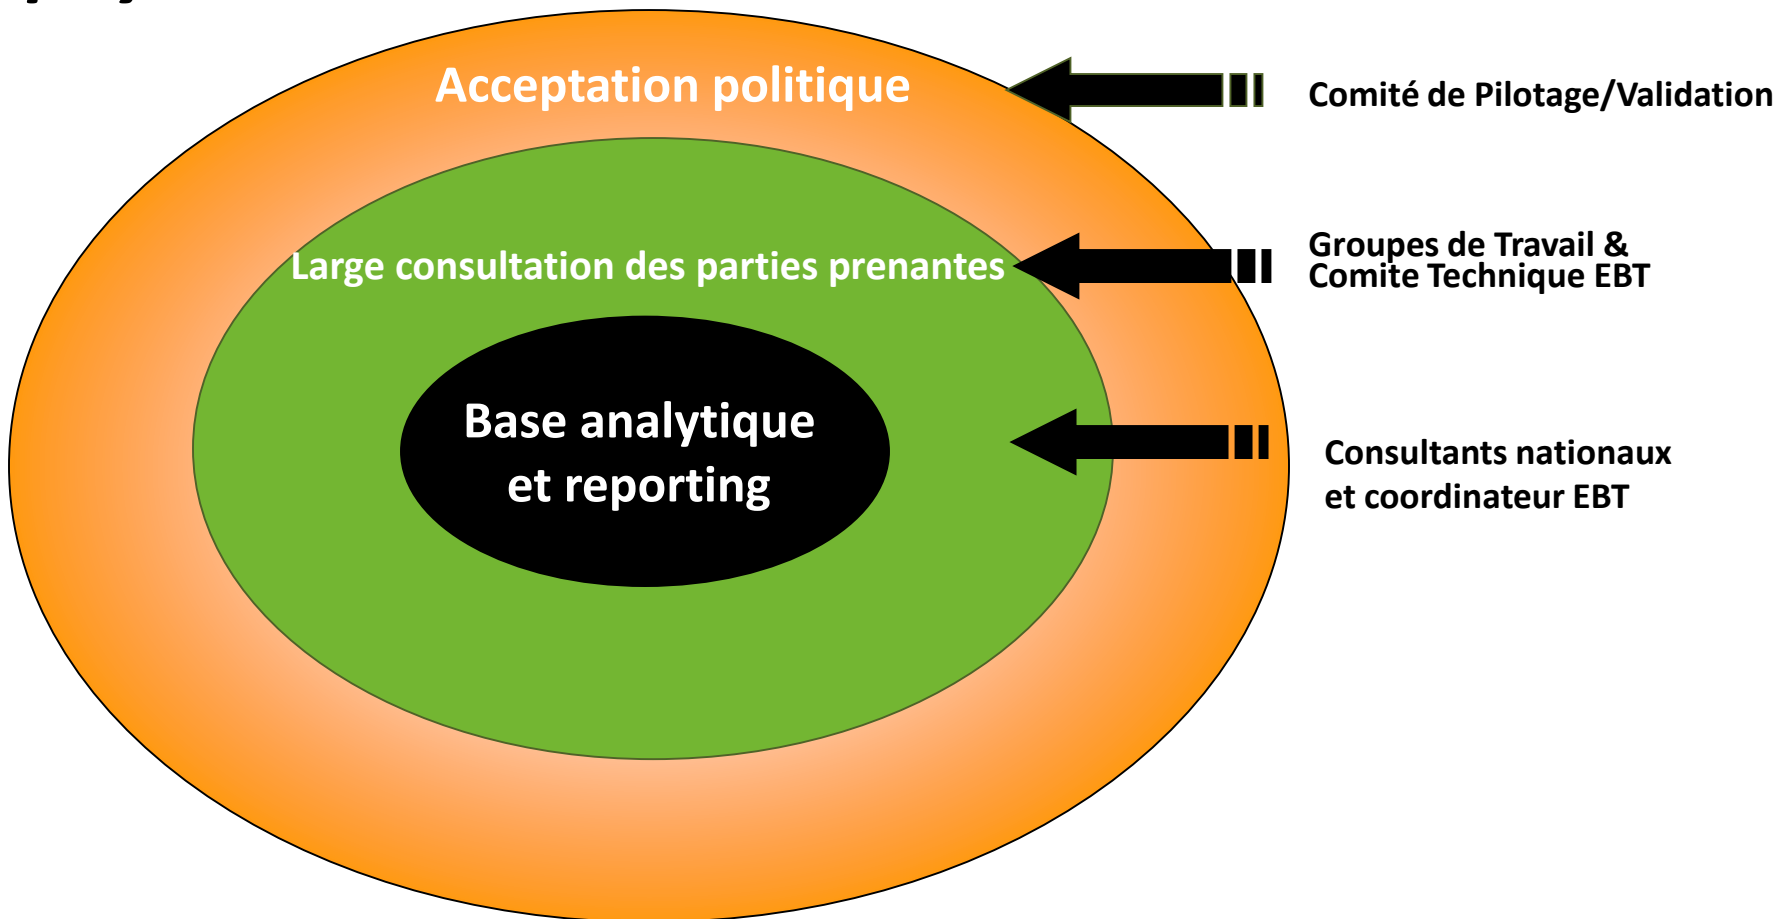 Acceptation politique
Comité de Pilotage/Validation
Large consultation des parties prenantes
Groupes de Travail &
Comite Technique EBT
Base analytique
et reporting
Consultants nationaux
et coordinateur EBT